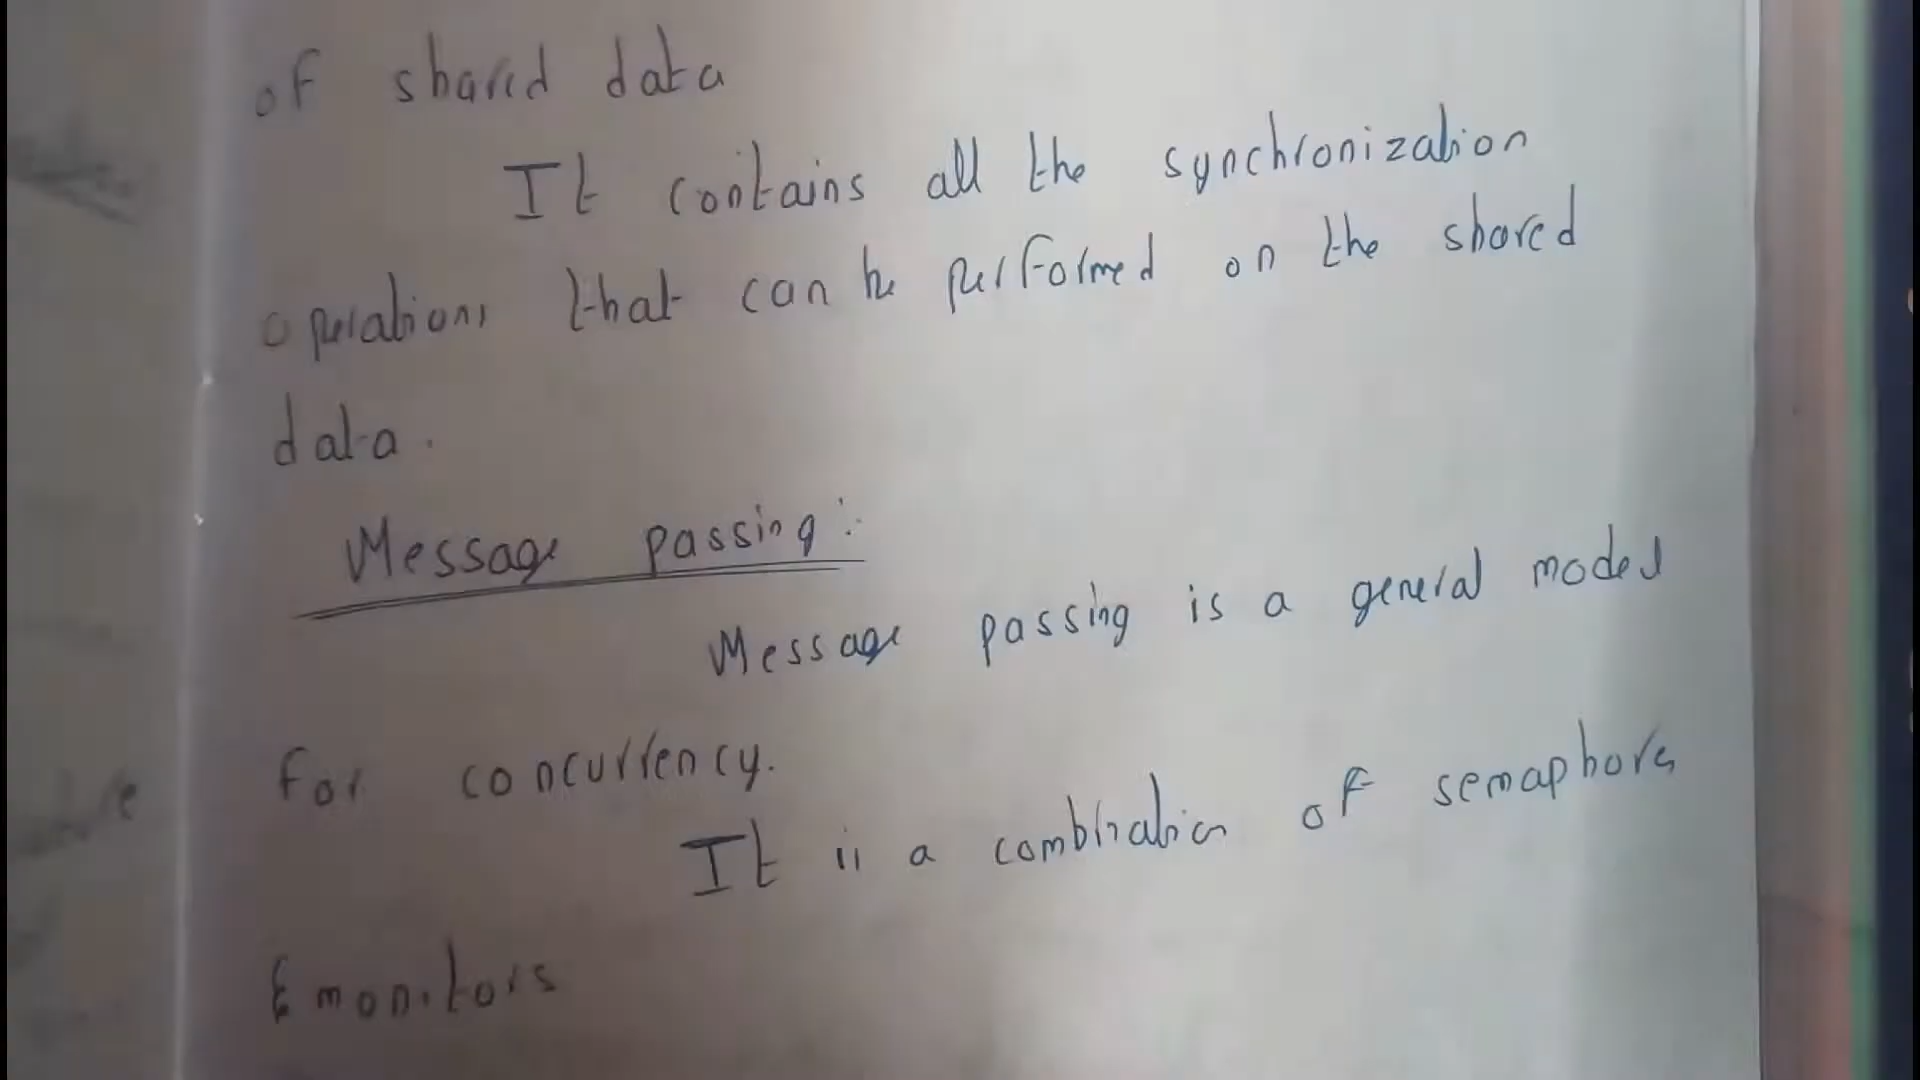 of shared data
It contains all the synchronization
operations that can be performed on the shared
data.
Message passing:
Message passing is a general model
for concurrency.
It is a combination of semaphores
& monitors